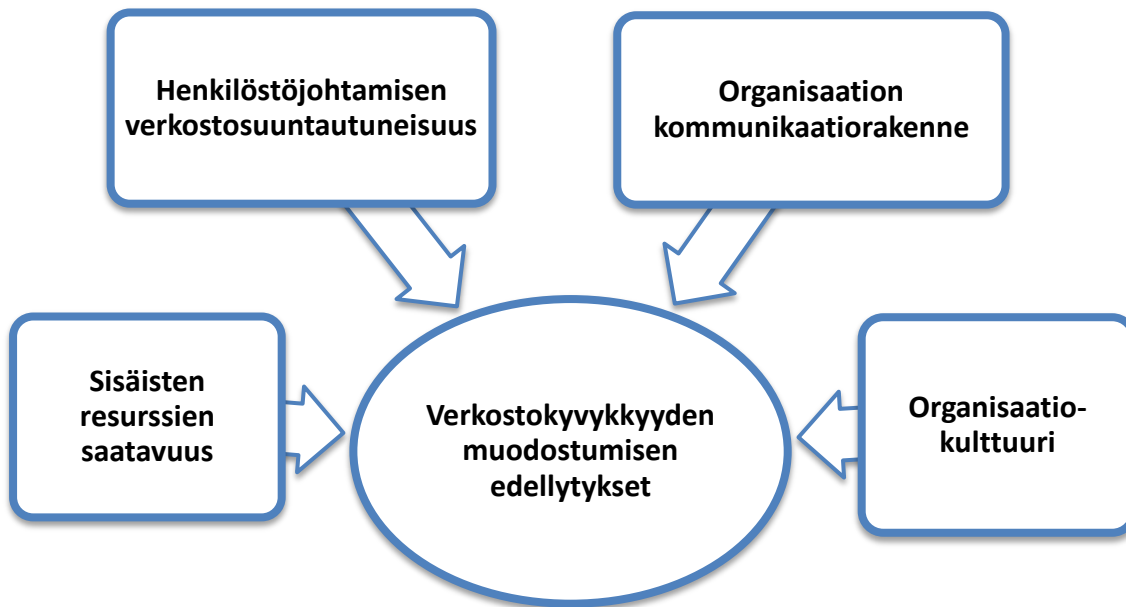 Henkilöstöjohtamisen
verkostosuuntautuneisuus
Organisaation
kommunikaatiorakenne
Sisäisten
resurssien
saatavuus
Verkostokyvykkyyden
muodostumisen
edellytykset
Organisaatio-
kulttuuri